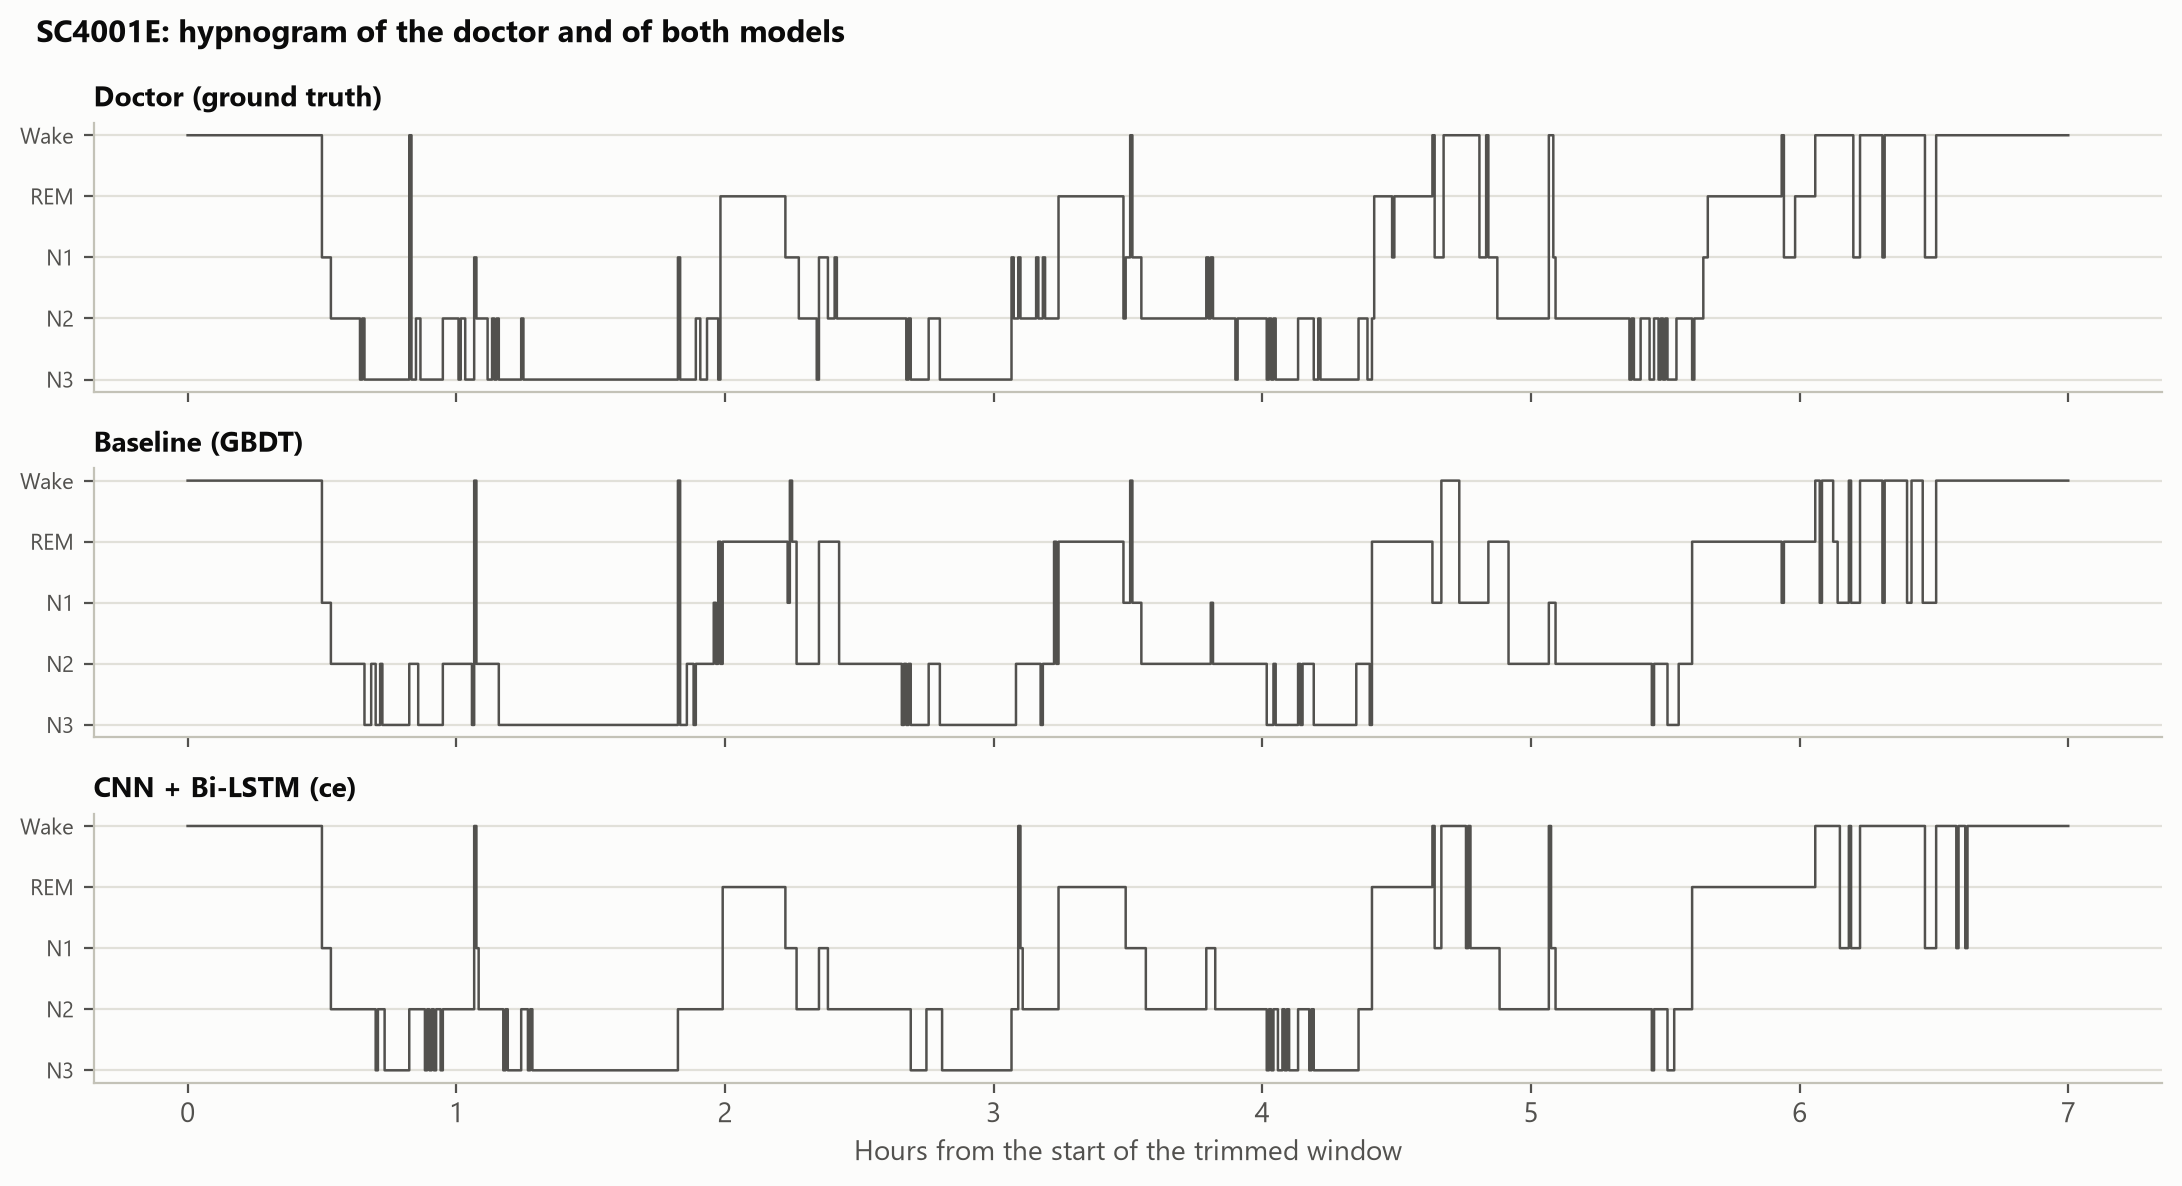 SC4001E: hypnogram of the doctor and of both models
Doctor (ground truth)
Wake
REM
N1
N2
N3
Baseline (GBDT)
Wake
REM
N1
N2
N3
CNN + Bi-LSTM (ce)
Wake
REM
N1
N2
N3
0 1 2 3 4 5 6 7
Hours from the start of the trimmed window